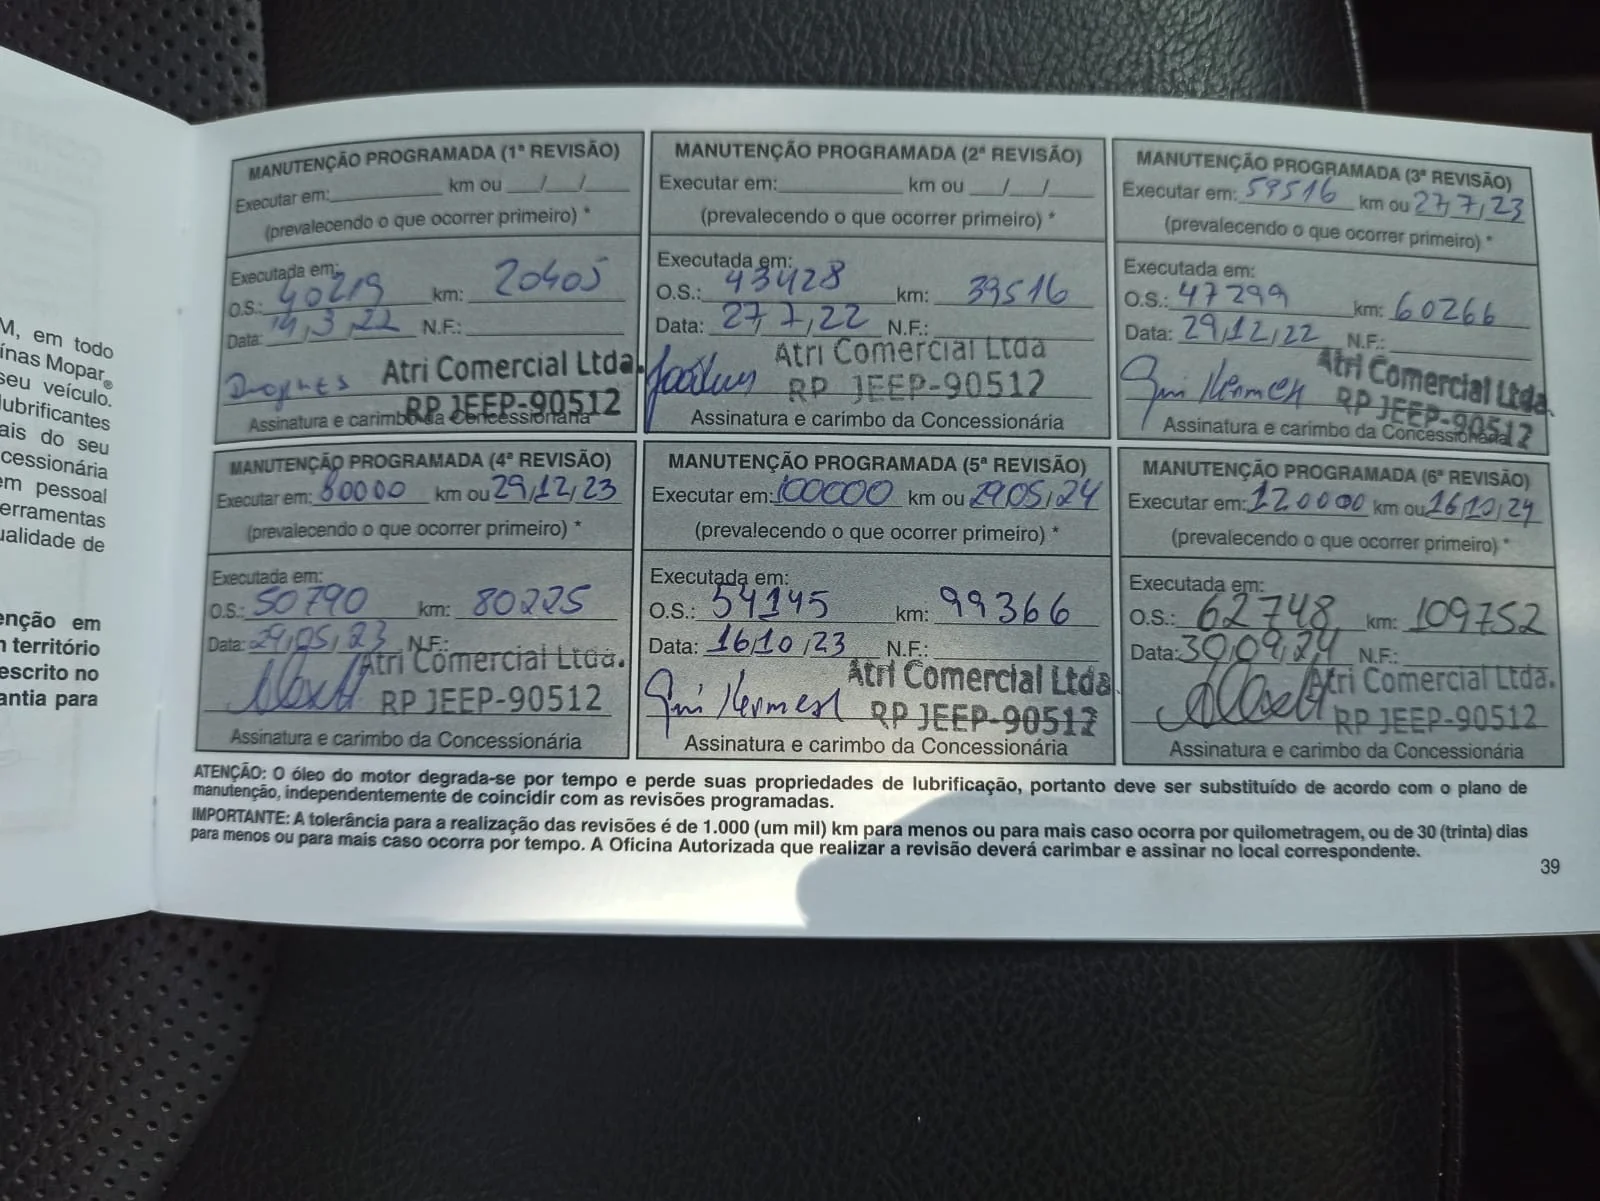 M, em todo
ínas Mopar®
seu veículo.
lubrificantes
ais do seu
cessionária
em pessoal
erramentas
ualidade de
enção em
n território
escrito no
antia para
MANUTENÇÃO PROGRAMADA (1ª REVISÃO)
Executar em: km ou / /
(prevalecendo o que ocorrer primeiro) *
Executada em:
O.S.: 40219 km: 20405
Data: 14/3/22 N.F.:
Atri Comercial Ltda.
RP JEEP-90512
Assinatura e carimbo da Concessionária
MANUTENÇÃO PROGRAMADA (2ª REVISÃO)
Executar em: km ou / /
(prevalecendo o que ocorrer primeiro) *
Executada em:
O.S.: 43428 km: 39516
Data: 27/7/22 N.F.:
Atri Comercial Ltda
RP JEEP-90512
Assinatura e carimbo da Concessionária
MANUTENÇÃO PROGRAMADA (3ª REVISÃO)
Executar em: 59516 km ou 27/7/23
(prevalecendo o que ocorrer primeiro) *
Executada em:
O.S.: 47299 km: 60266
Data: 29/12/22 N.F.:
Atri Comercial Ltda.
RP JEEP-90512
Assinatura e carimbo da Concessionária
MANUTENÇÃO PROGRAMADA (4ª REVISÃO)
Executar em: 80000 km ou 29/12/23
(prevalecendo o que ocorrer primeiro) *
Executada em:
O.S.: 50790 km: 80225
Data: 29/05/23 N.F.:
Atri Comercial Ltda.
RP JEEP-90512
Assinatura e carimbo da Concessionária
MANUTENÇÃO PROGRAMADA (5ª REVISÃO)
Executar em: 100000 km ou 29/05/24
(prevalecendo o que ocorrer primeiro) *
Executada em:
O.S.: 54145 km: 99366
Data: 16/10/23 N.F.:
Atri Comercial Ltda
RP JEEP-90512
Assinatura e carimbo da Concessionária
MANUTENÇÃO PROGRAMADA (6ª REVISÃO)
Executar em: 120000 km ou 16/10/24
(prevalecendo o que ocorrer primeiro) *
Executada em:
O.S.: 62748 km: 109752
Data: 30/09/24 N.F.:
Atri Comercial Ltda.
RP JEEP-90512
Assinatura e carimbo da Concessionária
ATENÇÃO: O óleo do motor degrada-se por tempo e perde suas propriedades de lubrificação, portanto deve ser substituído de acordo com o plano de
manutenção, independentemente de coincidir com as revisões programadas.
IMPORTANTE: A tolerância para a realização das revisões é de 1.000 (um mil) km para menos ou para mais caso ocorra por quilometragem, ou de 30 (trinta) dias
para menos ou para mais caso ocorra por tempo. A Oficina Autorizada que realizar a revisão deverá carimbar e assinar no local correspondente.
39